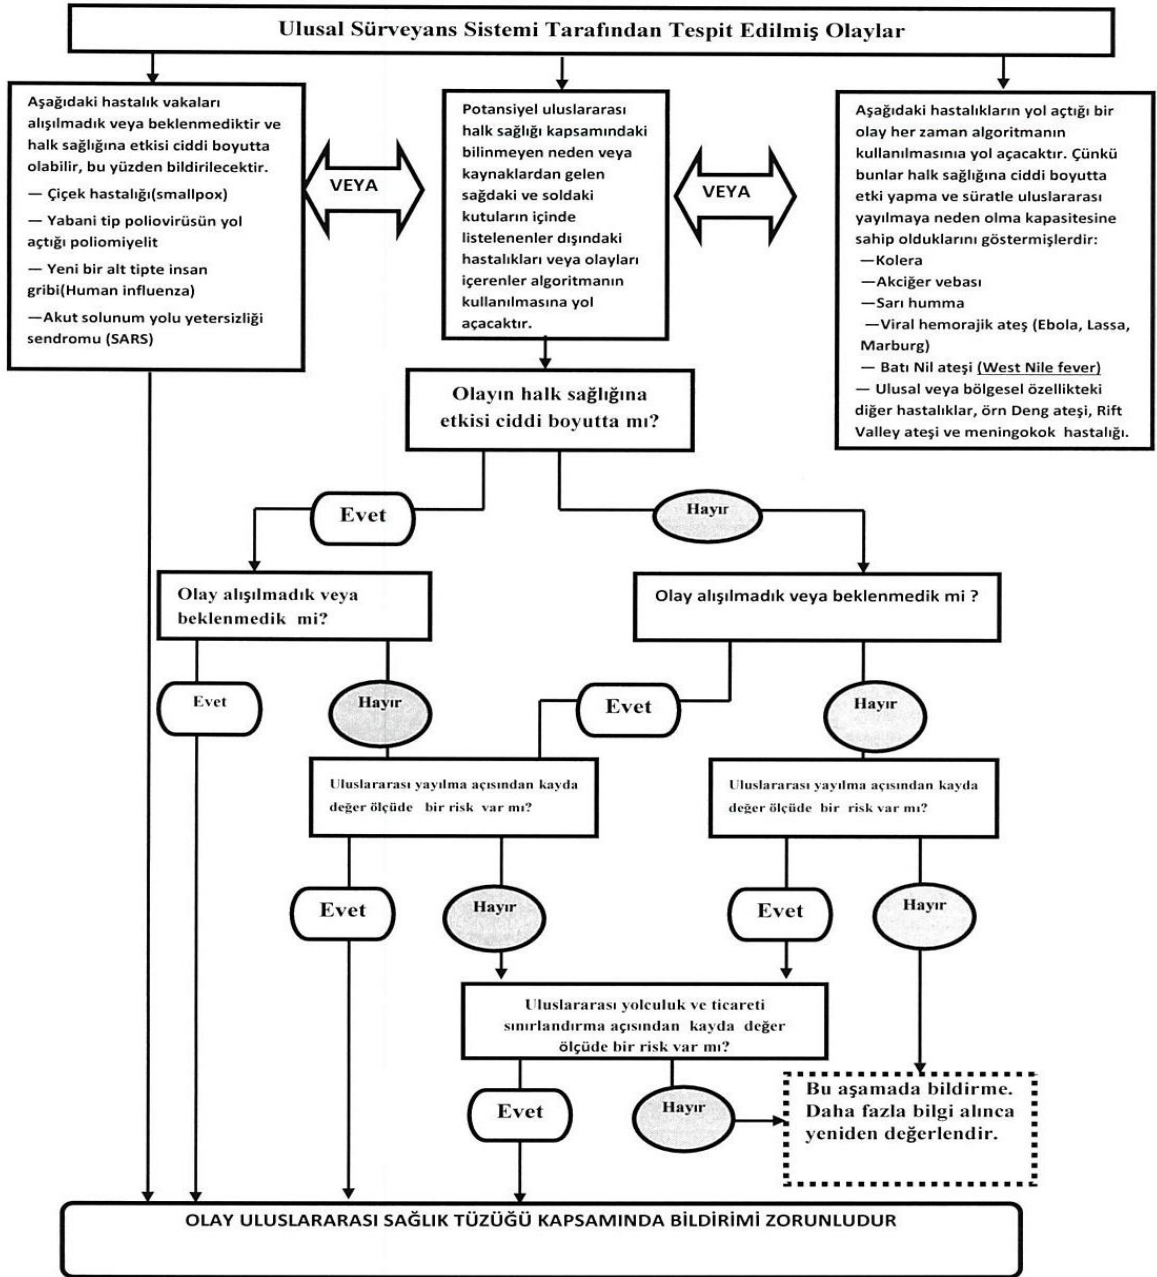 Ulusal Sürveyans Sistemi Tarafından Tespit Edilmiş Olaylar
Aşağıdaki hastalık vakaları
alışılmadık veya beklenmediktir ve
halk sağlığına etkisi ciddi boyutta
olabilir, bu yüzden bildirilecektir.
— Çiçek hastalığı(smallpox)
— Yabani tip poliovirüsün yol
açtığı poliomiyelit
— Yeni bir alt tipte insan
gribi(Human influenza)
—Akut solunum yolu yetersizliği
sendromu (SARS)
VEYA
Potansiyel uluslararası
halk sağlığı kapsamındaki
bilinmeyen neden veya
kaynaklardan gelen
sağdaki ve soldaki
kutuların içinde
listelenenler dışındaki
hastalıkları veya olayları
içerenler algoritmanın
kullanılmasına yol
açacaktır.
VEYA
Aşağıdaki hastalıkların yol açtığı bir
olay her zaman algoritmanın
kullanılmasınıa yol açacaktır. Çünkü
bunlar halk sağlığına ciddi boyutta
etki yapma ve süratle uluslararası
yayılmaya neden olma kapasitesine
sahip olduklarını göstermişlerdir:
—Kolera
—Akciğer vebası
—Sarı humma
—Viral hemorajik ateş (Ebola, Lassa,
Marburg)
— Batı Nil ateşi (West Nile fever)
— Ulusal veya bölgesel özellikteki
diğer hastalıklar, örn Deng ateşi, Rift
Valley ateşi ve meningokok hastalığı.
Olayın halk sağlığına
etkisi ciddi boyutta mı?
Evet
Hayır
Olay alışılmadık veya
beklenmedik mi?
Olay alışılmadık veya beklenmedik mi ?
Evet
Hayır
Evet
Hayır
Uluslararası yayılma açısından kayda
değer ölçüde bir risk var mı?
Uluslararası yayılma açısından kayda
değer ölçüde bir risk var mı?
Evet
Hayır
Evet
Hayır
Uluslararası yolculuk ve ticareti
sınırlandırma açısından kayda değer
ölçüde bir risk var mı?
Evet
Hayır
Bu aşamada bildirme.
Daha fazla bilgi alınca
yeniden değerlendir.
OLAY ULUSLARARASI SAĞLIK TÜZÜĞÜ KAPSAMINDA BİLDİRİMİ ZORUNLUDUR